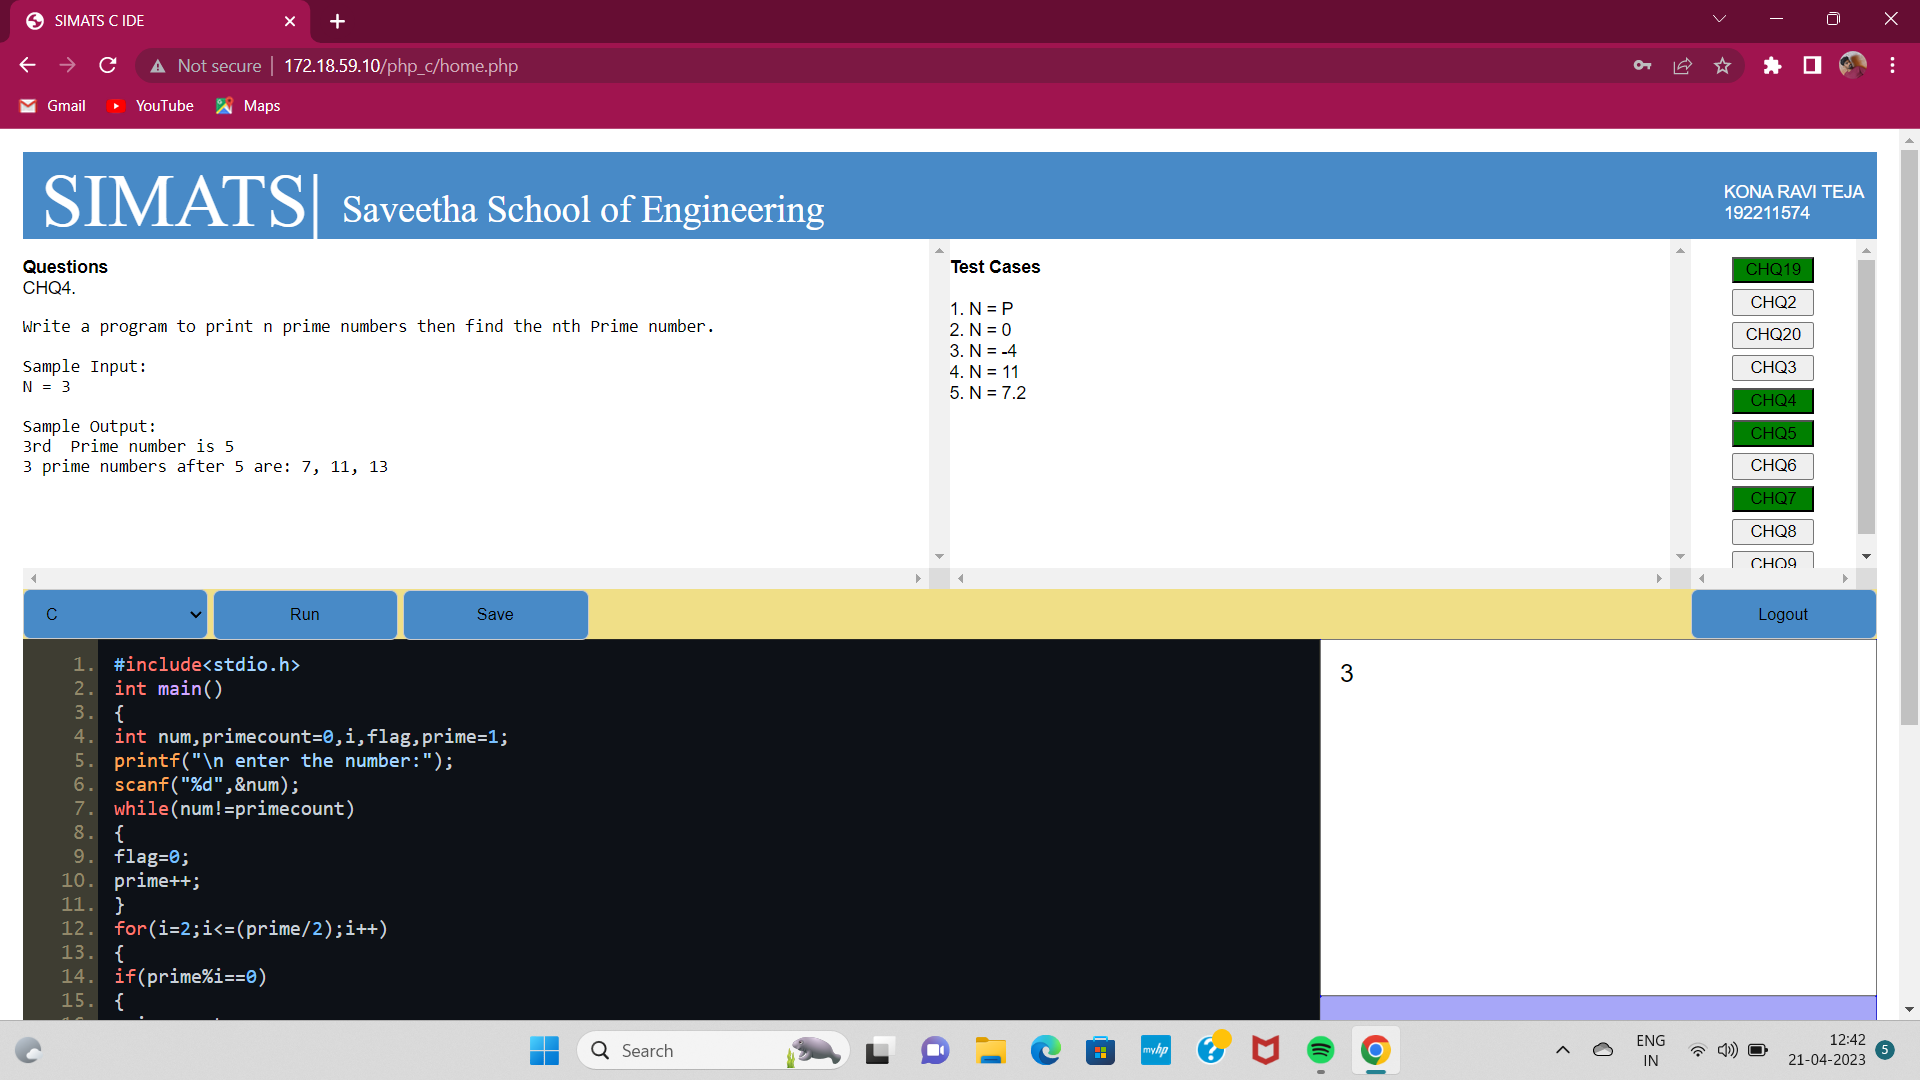 SIMATS C IDE
Not secure | 172.18.59.10/php_c/home.php
Gmail YouTube Maps
SIMATS| Saveetha School of Engineering
KONA RAVI TEJA
192211574
Questions
CHQ4.
Write a program to print n prime numbers then find the nth Prime number.
Sample Input:
N = 3
Sample Output:
3rd  Prime number is 5
3 prime numbers after 5 are: 7, 11, 13
Test Cases
1. N = P
2. N = 0
3. N = -4
4. N = 11
5. N = 7.2
CHQ19
CHQ2
CHQ20
CHQ3
CHQ4
CHQ5
CHQ6
CHQ7
CHQ8
CHQ9
C Run Save Logout
1. #include<stdio.h>
2. int main()
3. {
4. int num,primecount=0,i,flag,prime=1;
5. printf("\n enter the number:");
6. scanf("%d",&num);
7. while(num!=primecount)
8. {
9. flag=0;
10. prime++;
11. }
12. for(i=2;i<=(prime/2);i++)
13. {
14. if(prime%i==0)
15. {
3
Search
myhp
ENG
IN
12:42
21-04-2023
5